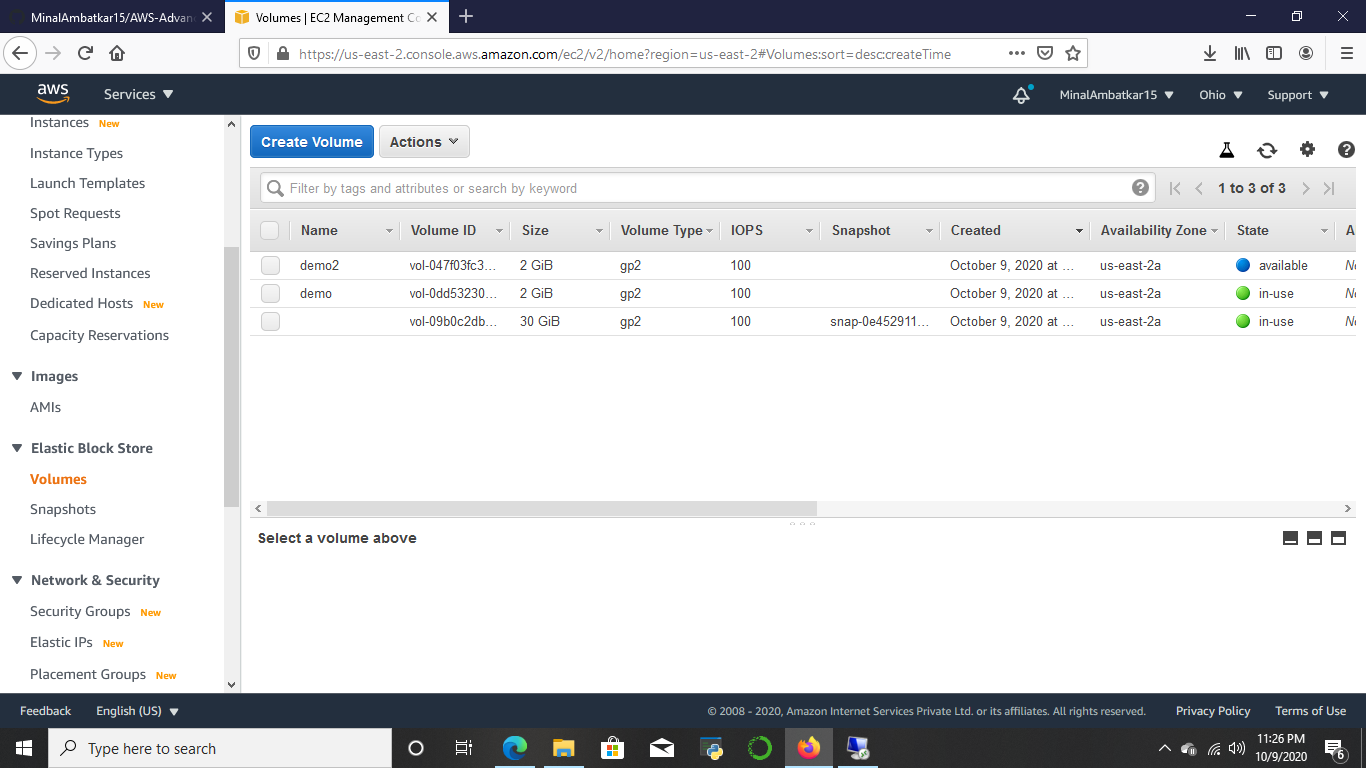 MinalAmbatkar15/AWS-Advan
Volumes | EC2 Management Co
https://us-east-2.console.aws.amazon.com/ec2/v2/home?region=us-east-2#Volumes:sort=desc:createTime
aws Services MinalAmbatkar15 Ohio Support
Instances New
Instance Types
Launch Templates
Spot Requests
Savings Plans
Reserved Instances
Dedicated Hosts New
Capacity Reservations
Images
AMIs
Elastic Block Store
Volumes
Snapshots
Lifecycle Manager
Network & Security
Security Groups New
Elastic IPs New
Placement Groups New
Create Volume Actions
Filter by tags and attributes or search by keyword
1 to 3 of 3
Name Volume ID Size Volume Type IOPS Snapshot Created Availability Zone State A
demo2 vol-047f03fc3... 2 GiB gp2 100 October 9, 2020 at ... us-east-2a available
demo vol-0dd53230... 2 GiB gp2 100 October 9, 2020 at ... us-east-2a in-use
vol-09b0c2db... 30 GiB gp2 100 snap-0e452911... October 9, 2020 at ... us-east-2a in-use
Select a volume above
Feedback English (US) © 2008 - 2020, Amazon Internet Services Private Ltd. or its affiliates. All rights reserved. Privacy Policy Terms of Use
Type here to search
11:26 PM
10/9/2020
6